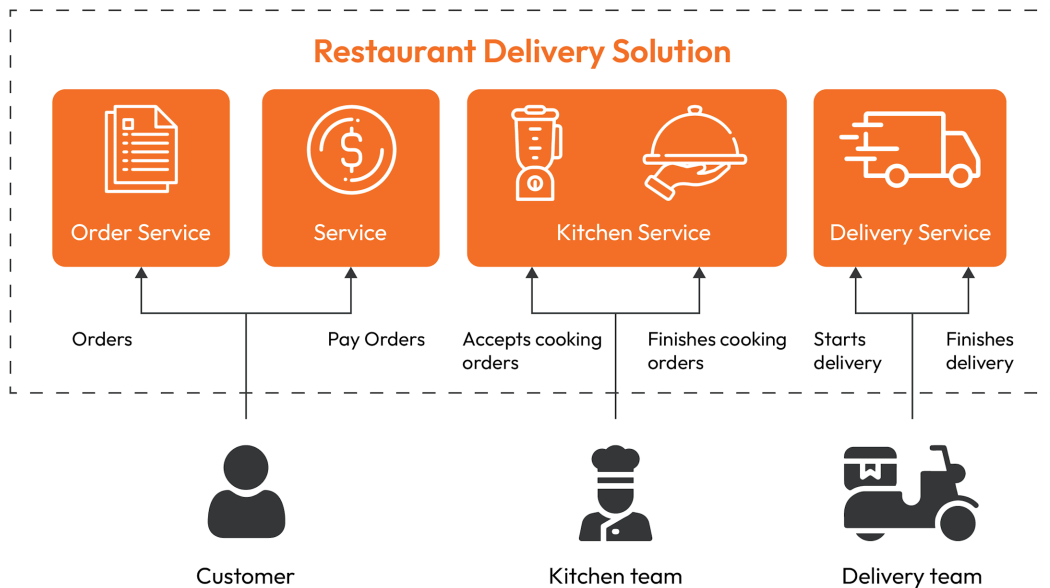 Restaurant Delivery Solution
Order Service
Service
Kitchen Service
Delivery Service
Orders
Pay Orders
Accepts cooking
orders
Finishes cooking
orders
Starts
delivery
Finishes
delivery
Customer
Kitchen team
Delivery team